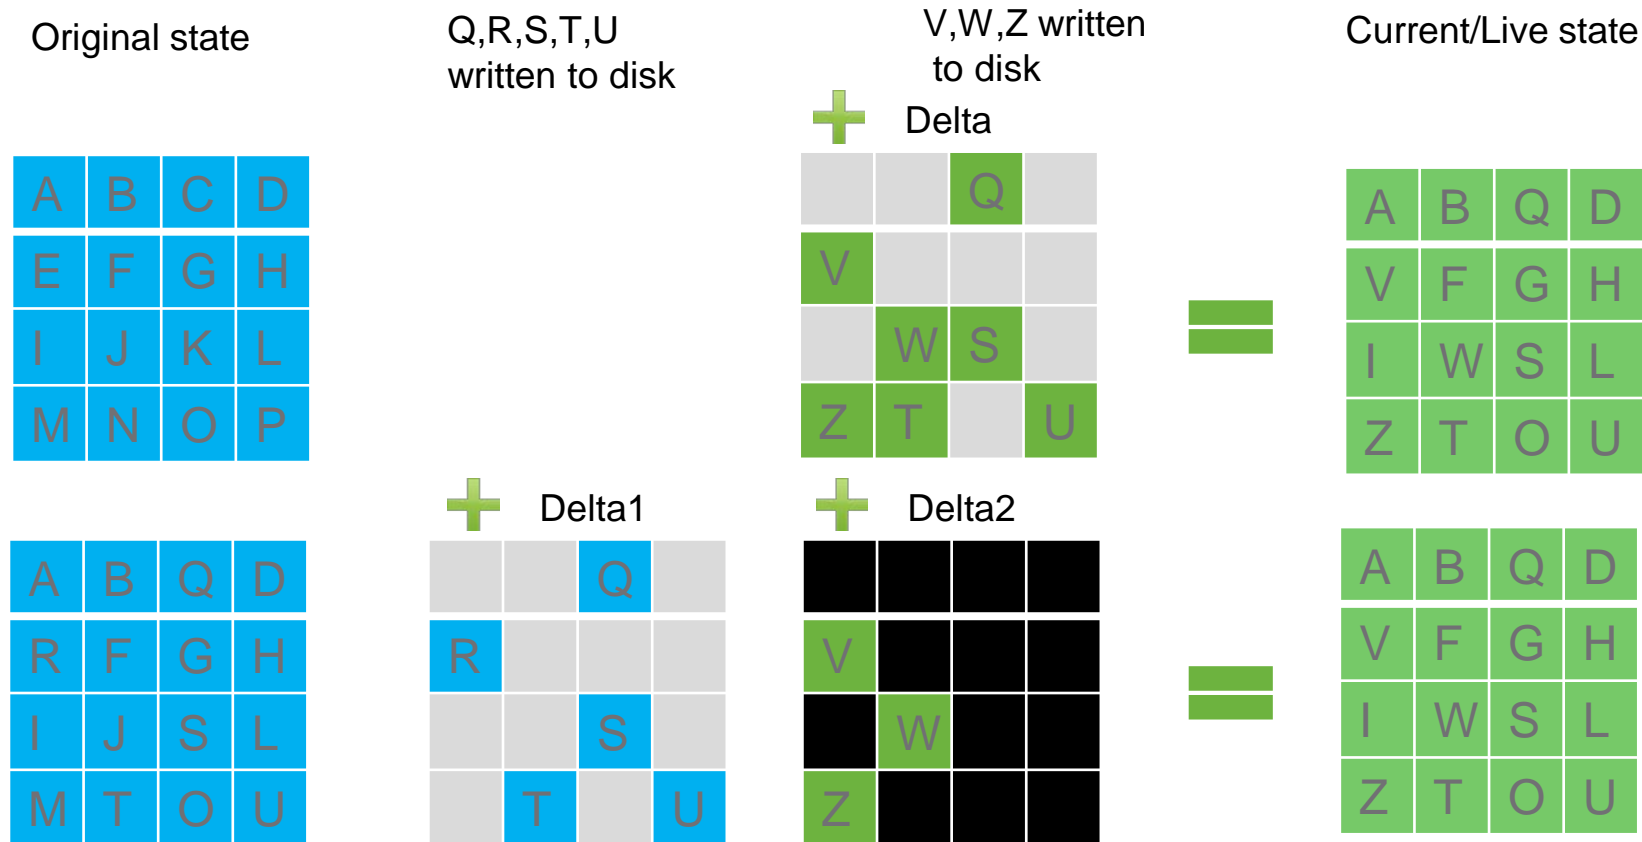 Original state
Q,R,S,T,U
written to disk
V,W,Z written
to disk
Current/Live state
Delta
A B C D
E F G H
I J K L
M N O P
Q
V
W S
Z T U
A B Q D
V F G H
I W S L
Z T O U
Delta1
Delta2
A B Q D
R F G H
I J S L
M T O U
Q
R
S
T U
V
W
Z
A B Q D
V F G H
I W S L
Z T O U